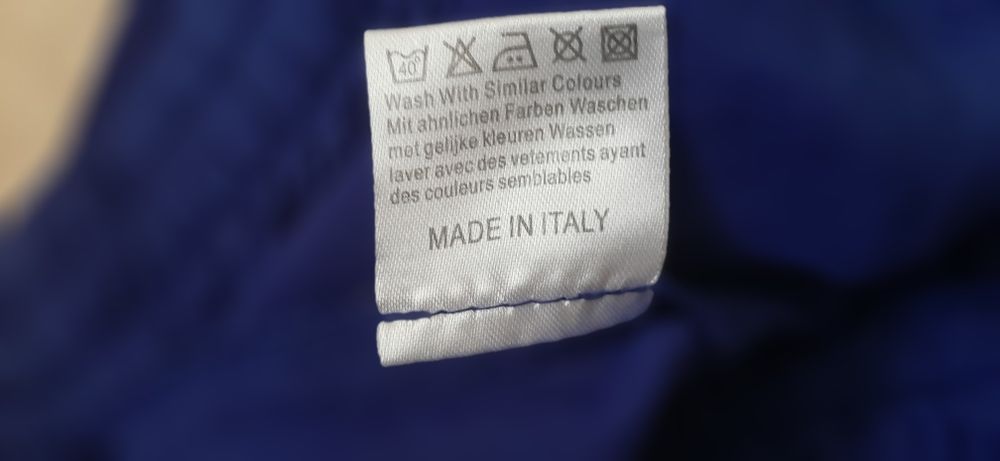 40°
Wash With Similar Colours
Mit ahnlichen Farben Waschen
met gelijke kleuren Wassen
laver avec des vetements ayant
des couleurs semblables
MADE IN ITALY